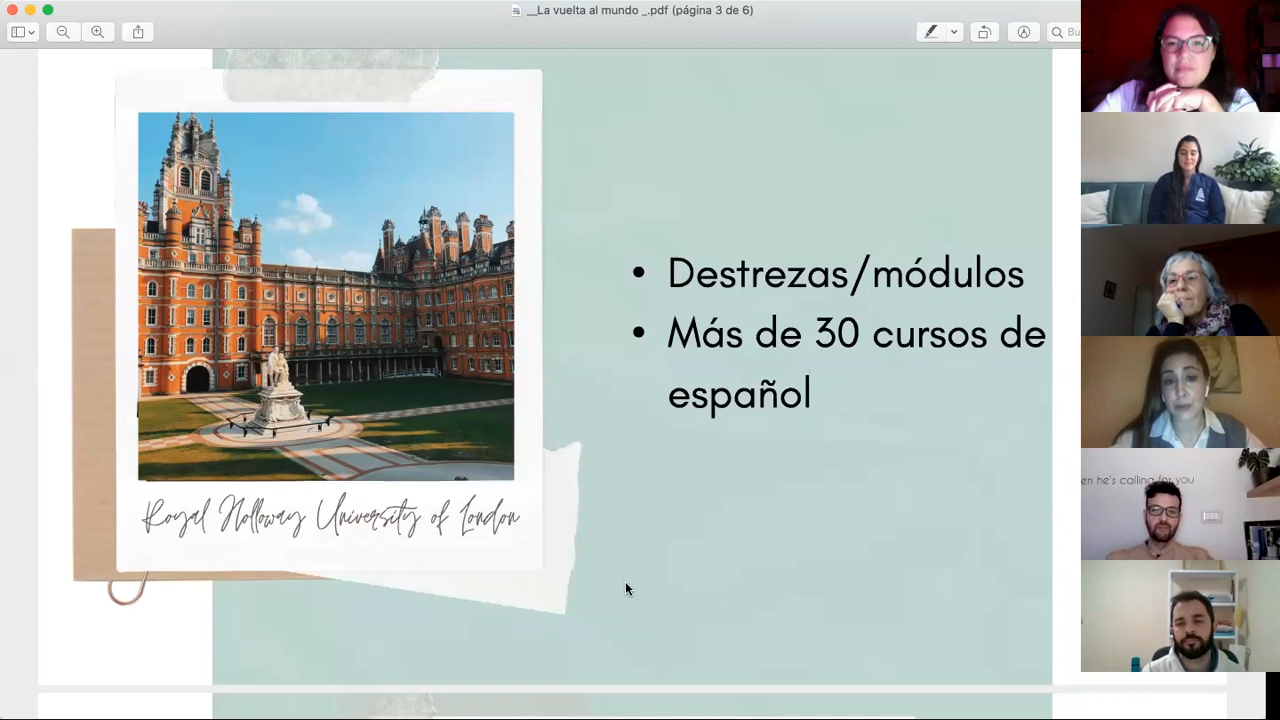 __La vuelta al mundo _.pdf (página 3 de 6)
Bu
• Destrezas/módulos
• Más de 30 cursos de
español
Royal Holloway University of London
en he's calling for you